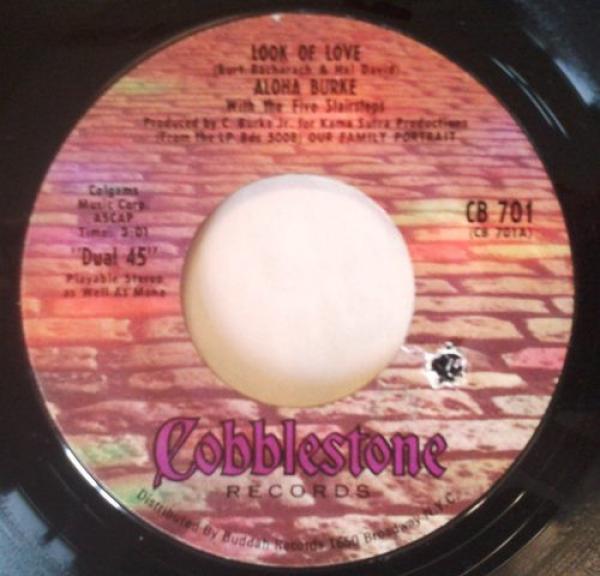 LOOK OF LOVE
(Burt Bacharach & Hal David)
ALOHA BURKE
With the Five Stairsteps
Produced by C. Burke Jr. for Kama Sutra Productions
(From the LP Bds 5008) OUR FAMILY PORTRAIT
Colgems
Music Corp.
ASCAP
Time: 3:01
"Dual 45"
Playable Stereo
as Well As Mono
CB 701
(CB 701A)
Cobblestone
RECORDS
Distributed By Buddah Records 1650 Broadway N.Y.C.